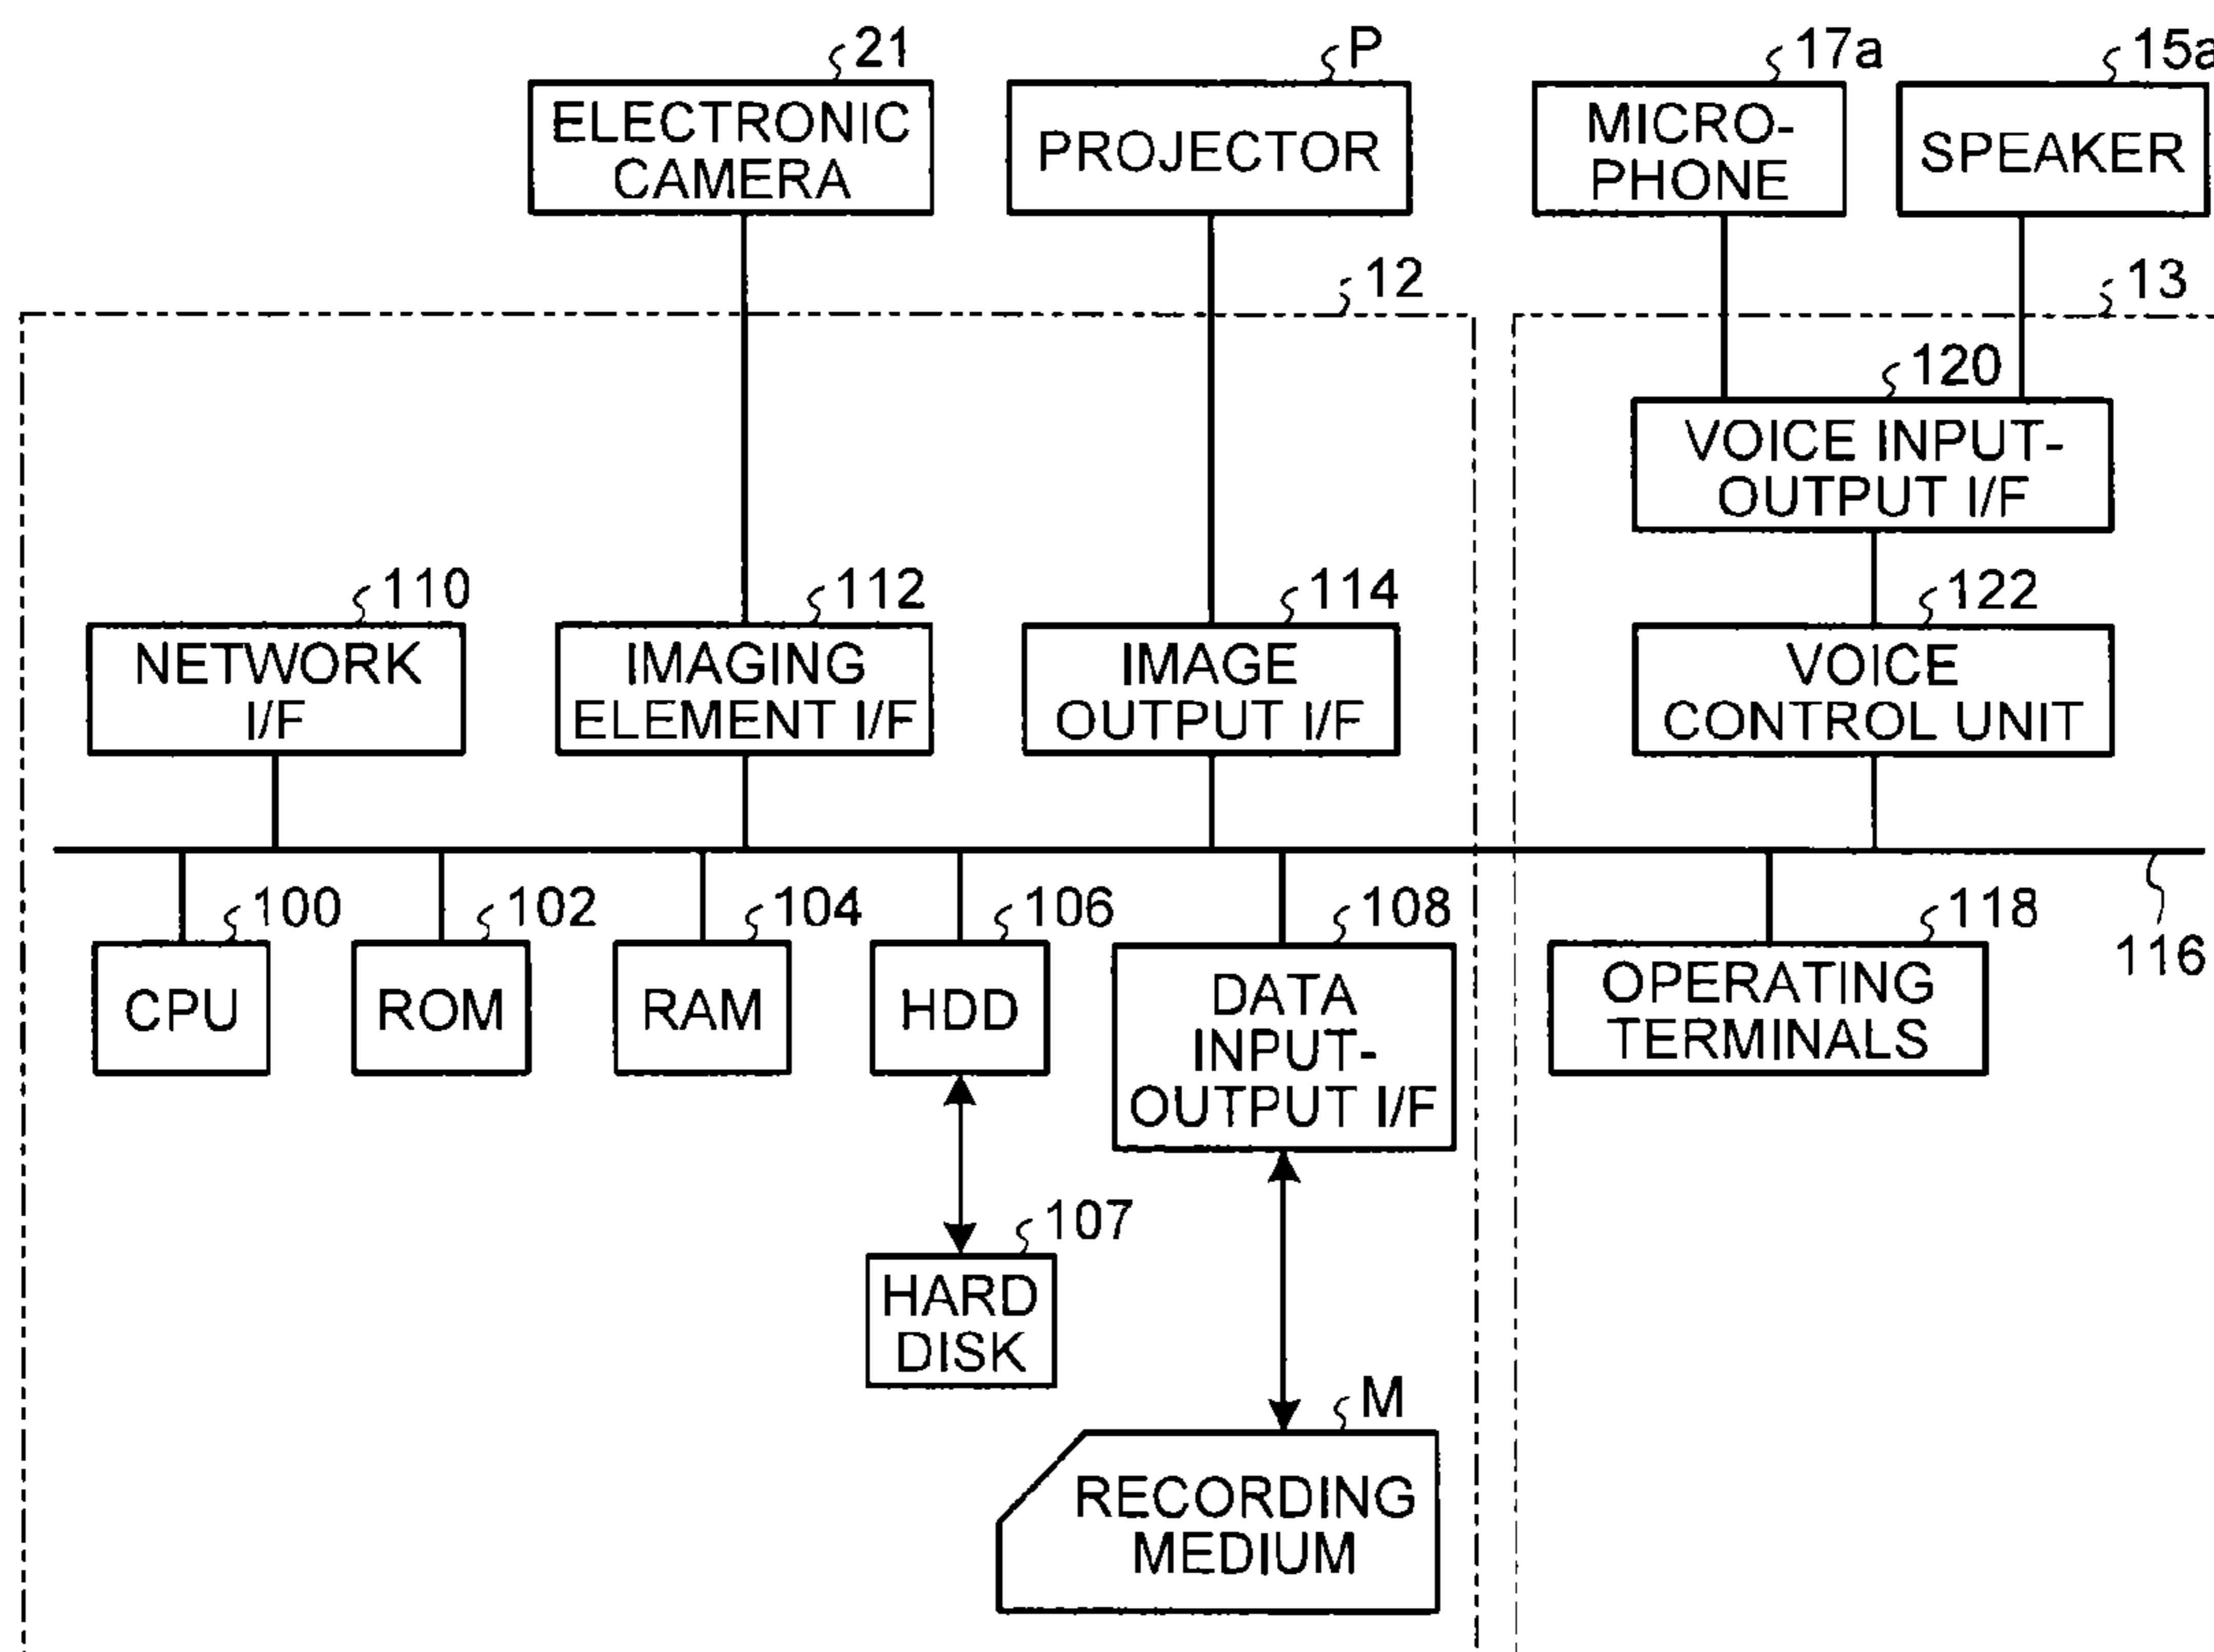 21
P
17a
15a
ELECTRONIC
CAMERA
PROJECTOR
MICRO-
PHONE
SPEAKER
12
13
120
VOICE INPUT-
OUTPUT I/F
110
112
114
122
NETWORK
I/F
IMAGING
ELEMENT I/F
IMAGE
OUTPUT I/F
VOICE
CONTROL UNIT
100
102
104
106
108
118
116
CPU
ROM
RAM
HDD
DATA
INPUT-
OUTPUT I/F
OPERATING
TERMINALS
107
HARD
DISK
M
RECORDING
MEDIUM